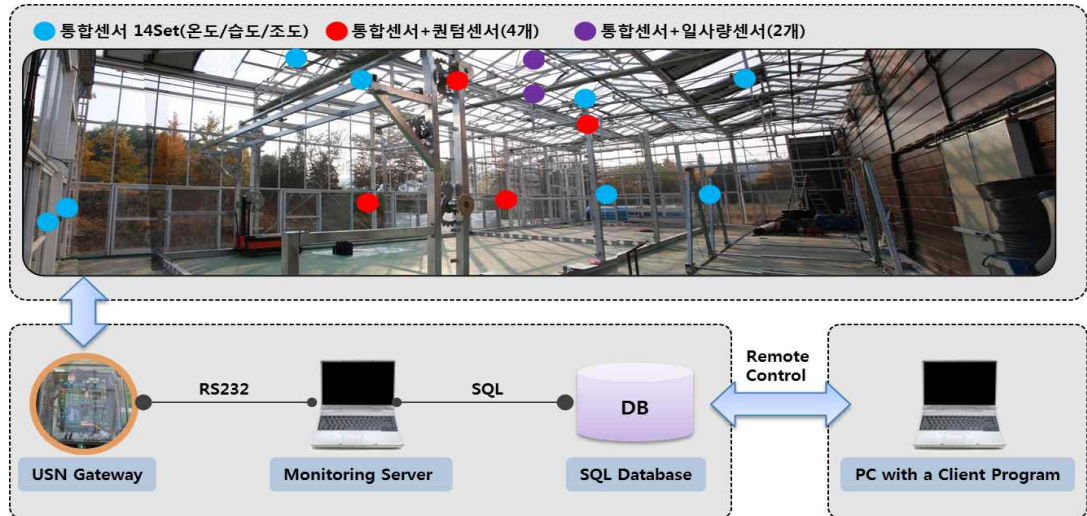 통합센서 14Set(온도/습도/조도)
통합센서+퀀텀센서(4개)
통합센서+일사량센서(2개)
Remote
Control
RS232
SQL
DB
USN Gateway
Monitoring Server
SQL Database
PC with a Client Program